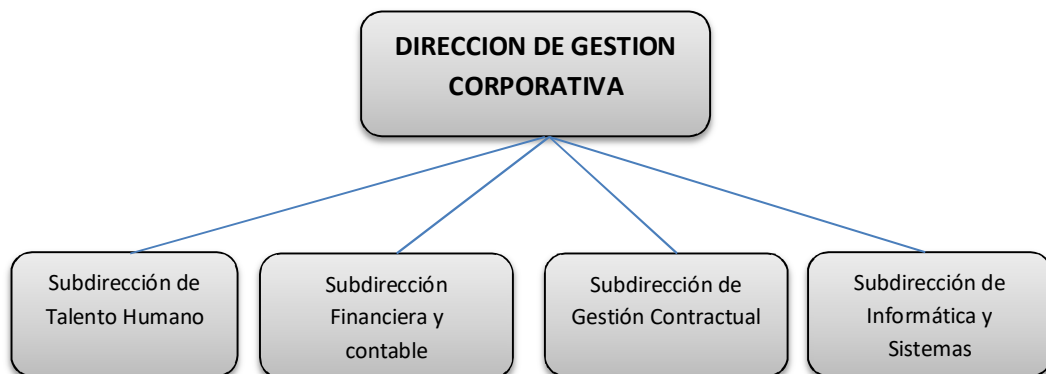 DIRECCION DE GESTION
CORPORATIVA
Subdirección de
Talento Humano
Subdirección
Financiera y
contable
Subdirección de
Gestión Contractual
Subdirección de
Informática y
Sistemas